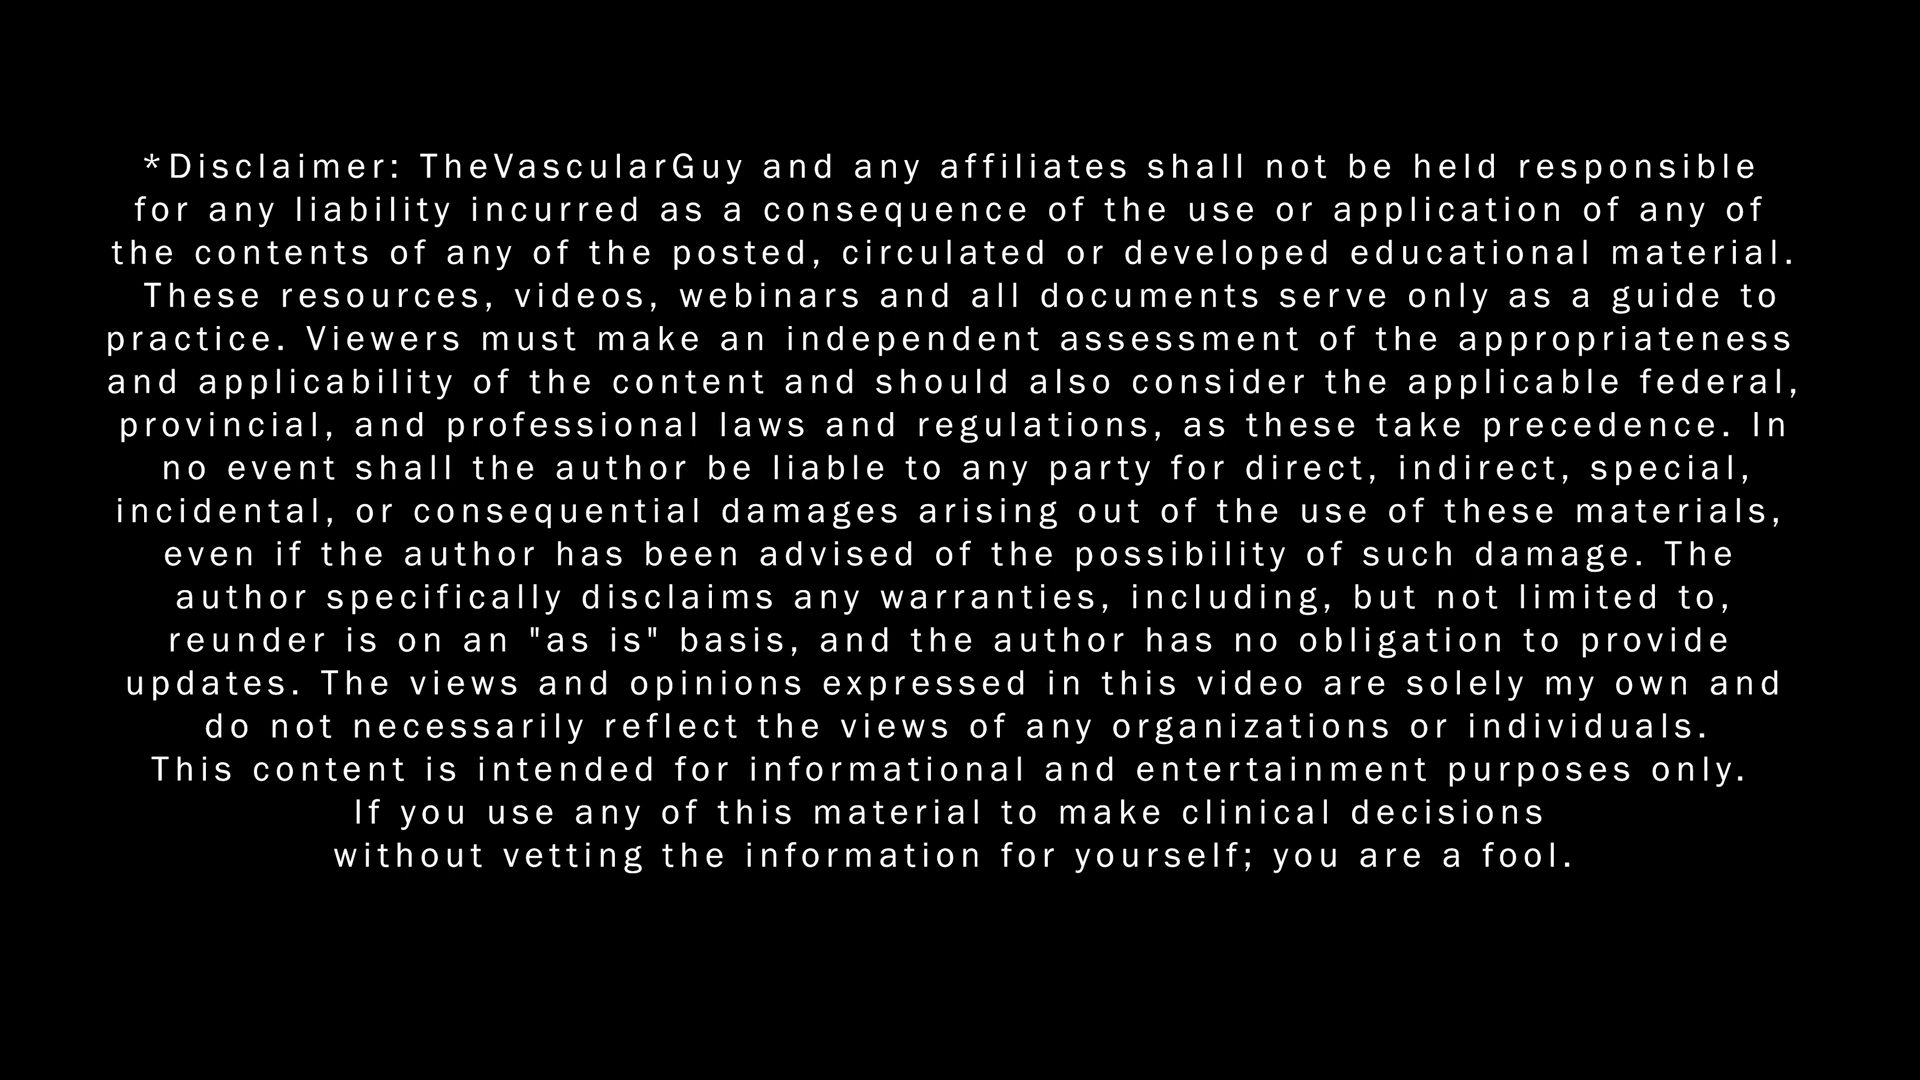 *Disclaimer: TheVascularGuy and any affiliates shall not be held responsible
for any liability incurred as a consequence of the use or application of any of
the contents of any of the posted, circulated or developed educational material.
These resources, videos, webinars and all documents serve only as a guide to
practice. Viewers must make an independent assessment of the appropriateness
and applicability of the content and should also consider the applicable federal,
provincial, and professional laws and regulations, as these take precedence. In
no event shall the author be liable to any party for direct, indirect, special,
incidental, or consequential damages arising out of the use of these materials,
even if the author has been advised of the possibility of such damage. The
author specifically disclaims any warranties, including, but not limited to,
reunder is on an "as is" basis, and the author has no obligation to provide
updates. The views and opinions expressed in this video are solely my own and
do not necessarily reflect the views of any organizations or individuals.
This content is intended for informational and entertainment purposes only.
If you use any of this material to make clinical decisions
without vetting the information for yourself; you are a fool.